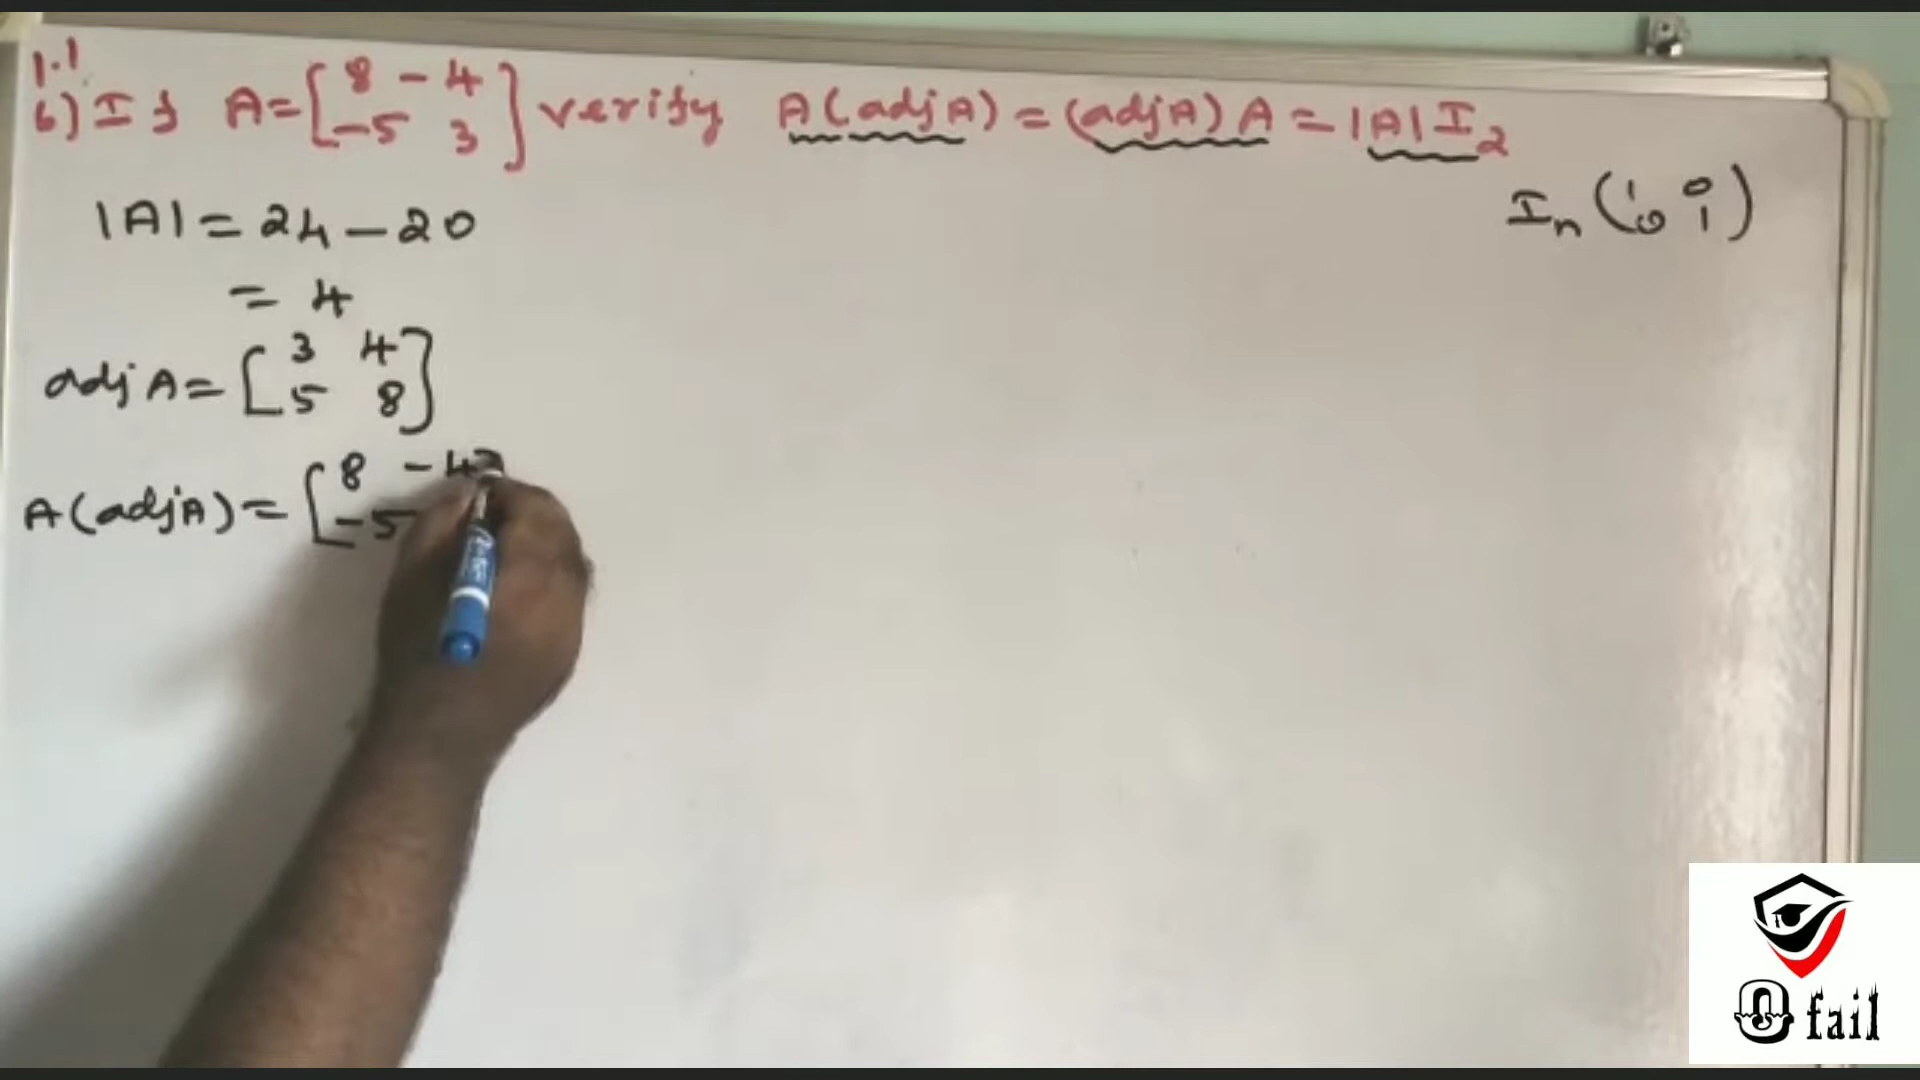 1.1
6) If A = [ 8 -4 ] verify A(adjA) = (adjA) A = |A| I₂
[ -5 3 ]
Iₙ ( 1 0 )
( 0 1 )
|A| = 24 - 20
= 4
adj A = [ 3 4 ]
[ 5 8 ]
A(adjA) = [ 8 -4
[ -5
0 fail